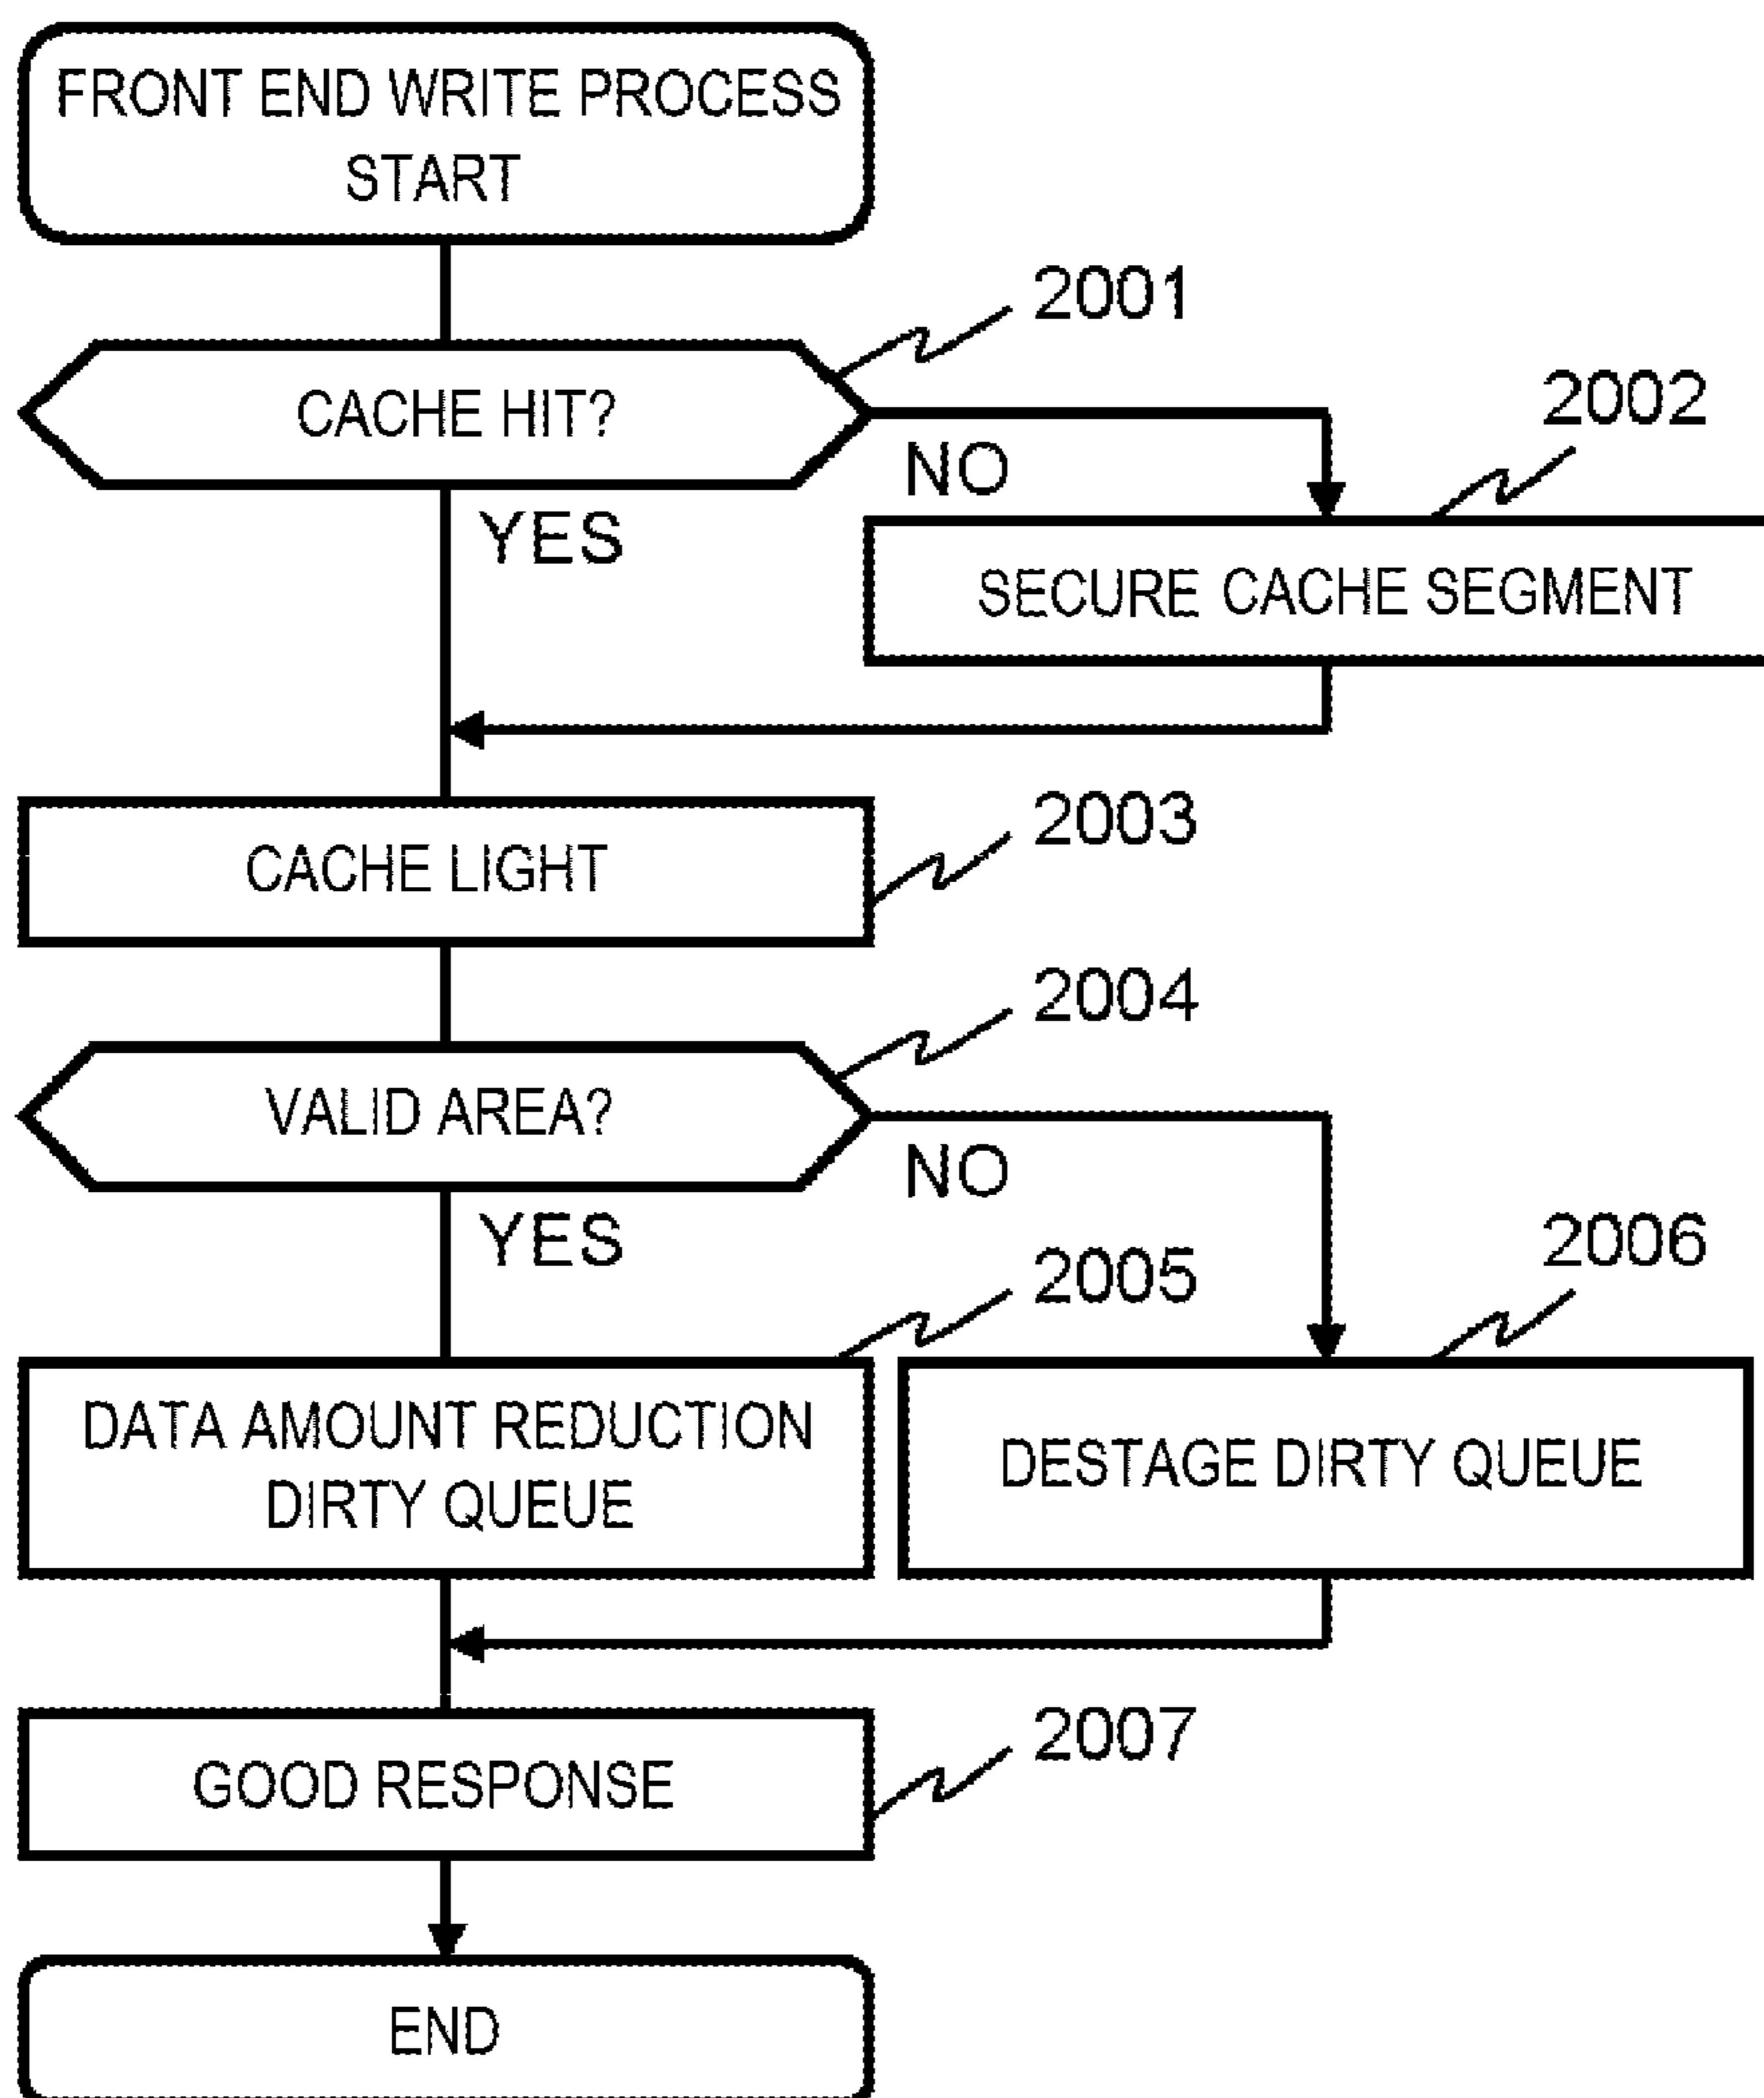 FRONT END WRITE PROCESS
START
2001
CACHE HIT?
2002
NO
YES
SECURE CACHE SEGMENT
2003
CACHE LIGHT
2004
VALID AREA?
NO
YES
2005
2006
DATA AMOUNT REDUCTION
DIRTY QUEUE
DESTAGE DIRTY QUEUE
2007
GOOD RESPONSE
END